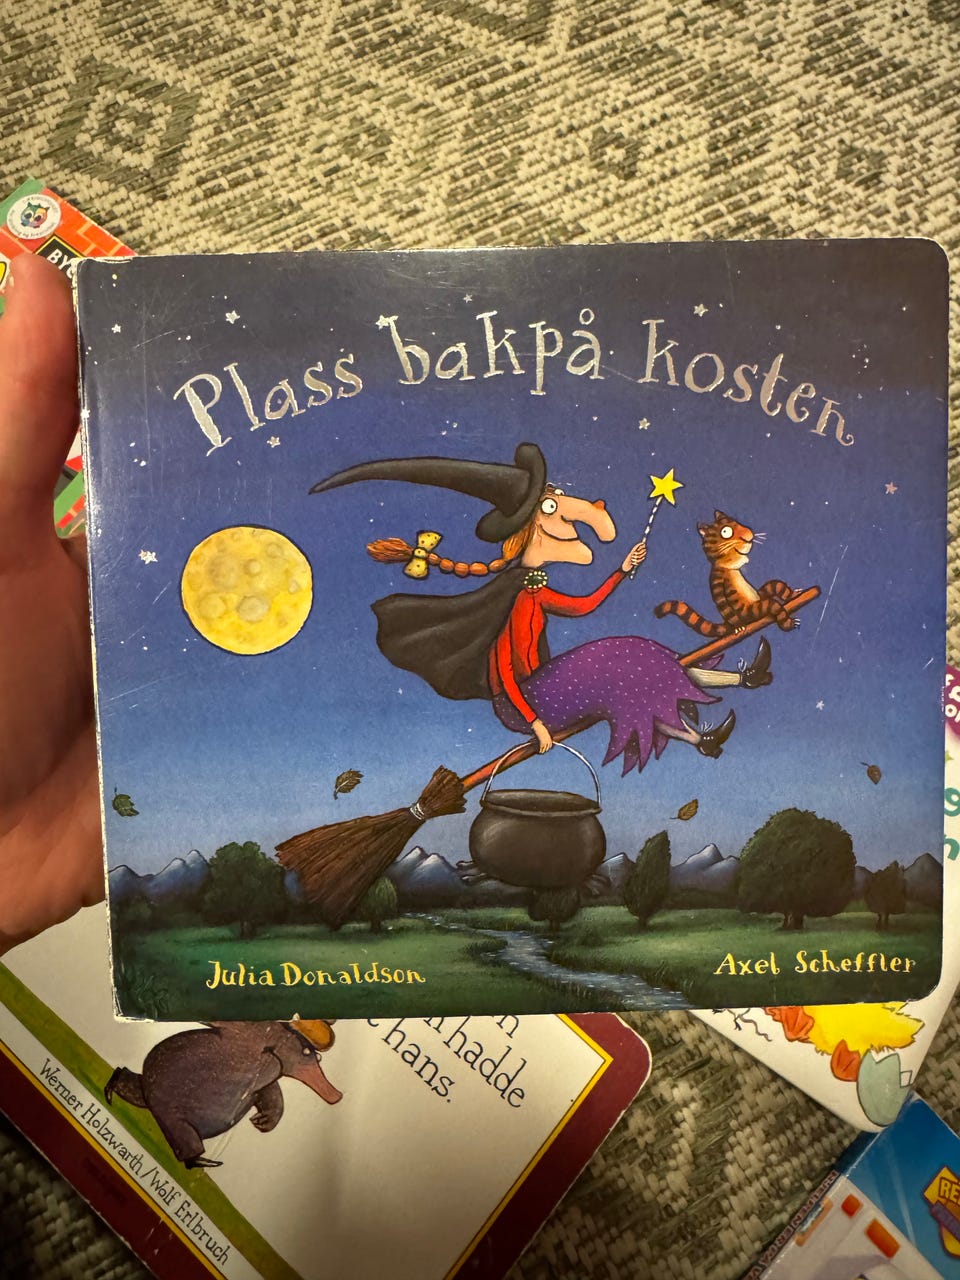 Plass bakpå kosten
Julia Donaldson
Axel Scheffler
hadde
hans.
Werner Holzwarth/Wolf Erlbruch